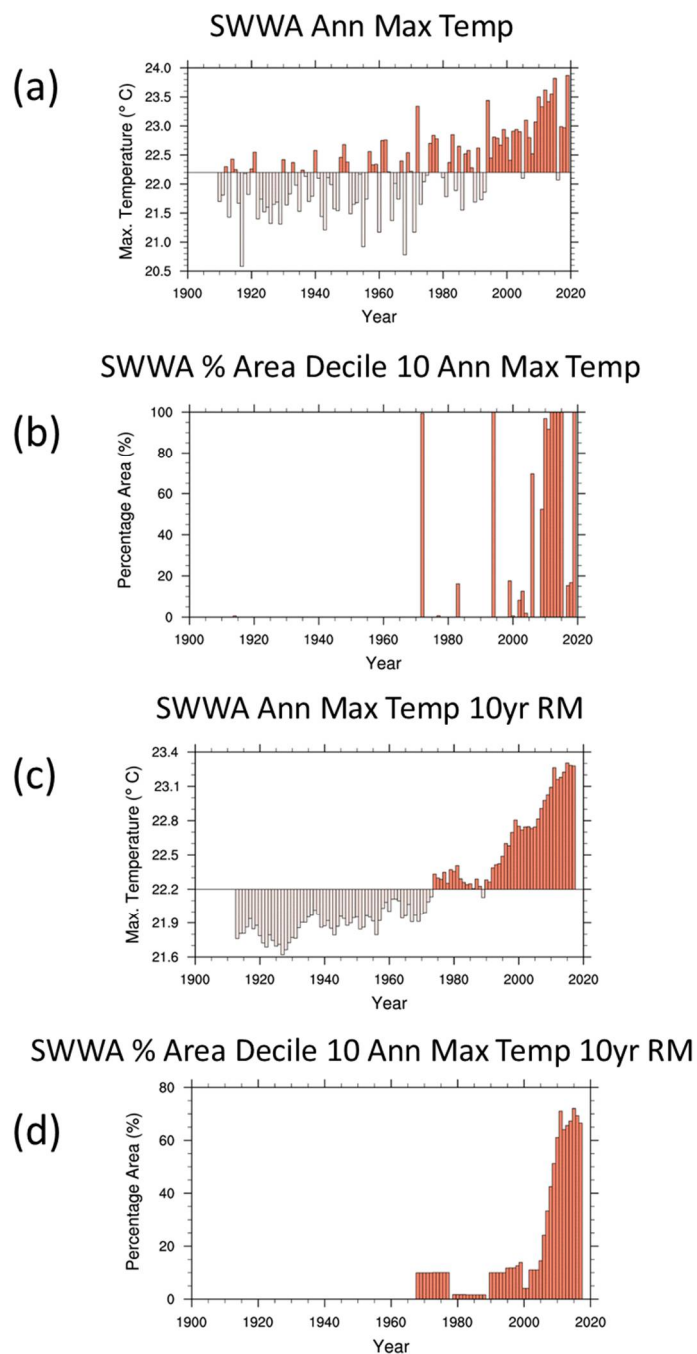 SWWA Ann Max Temp
(a)
Max. Temperature (° C)
24.0
23.5
23.0
22.5
22.0
21.5
21.0
20.5
1900 1920 1940 1960 1980 2000 2020
Year
SWWA % Area Decile 10 Ann Max Temp
(b)
Percentage Area (%)
100
80
60
40
20
0
1900 1920 1940 1960 1980 2000 2020
Year
SWWA Ann Max Temp 10yr RM
(c)
Max. Temperature (° C)
23.4
23.1
22.8
22.5
22.2
21.9
21.6
1900 1920 1940 1960 1980 2000 2020
Year
SWWA % Area Decile 10 Ann Max Temp 10yr RM
(d)
Percentage Area (%)
80
60
40
20
0
1900 1920 1940 1960 1980 2000 2020
Year